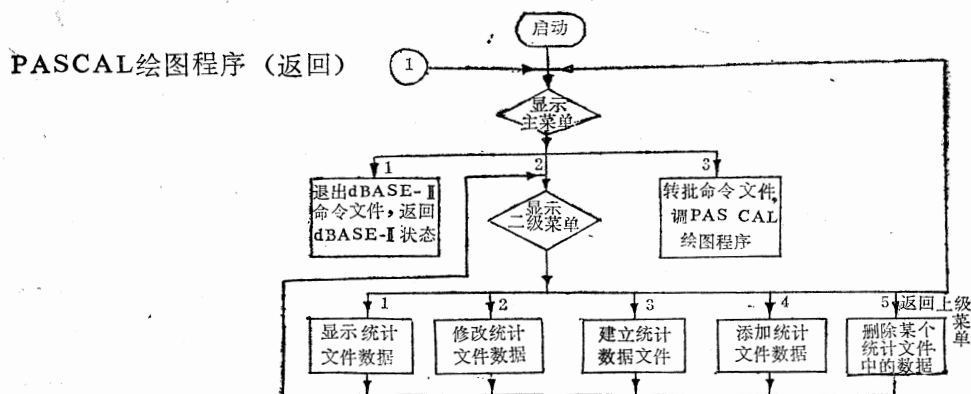 启动
PASCAL绘图程序（返回）
1
显示
主菜单
1
2
3
退出dBASE-Ⅱ
命令文件，返回
dBASE-Ⅱ状态
显示
二级菜单
转批命令文件，
调PAS CAL
绘图程序
1
2
3
4
5
返回上级
菜单
显示统计
文件数据
修改统计
文件数据
建立统计
数据文件
添加统计
文件数据
删除某个
统计文件
中的数据